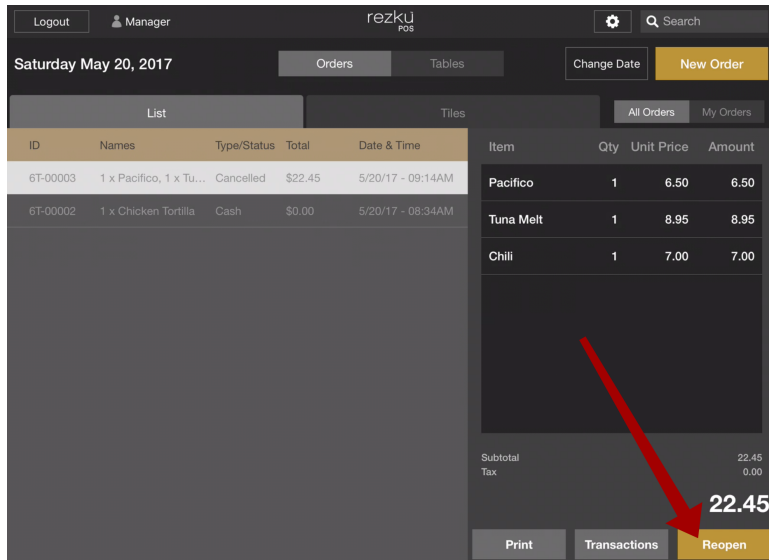 Logout Manager rezkū POS Search
Saturday May 20, 2017 Orders Tables Change Date New Order
List Tiles All Orders My Orders
ID Names Type/Status Total Date & Time
6T-00003 1 x Pacifico, 1 x Tu... Cancelled $22.45 5/20/17 - 09:14AM
6T-00002 1 x Chicken Tortilla Cash $0.00 5/20/17 - 08:34AM
Item Qty Unit Price Amount
Pacifico 1 6.50 6.50
Tuna Melt 1 8.95 8.95
Chili 1 7.00 7.00
Subtotal 22.45
Tax 0.00
22.45
Print Transactions Reopen